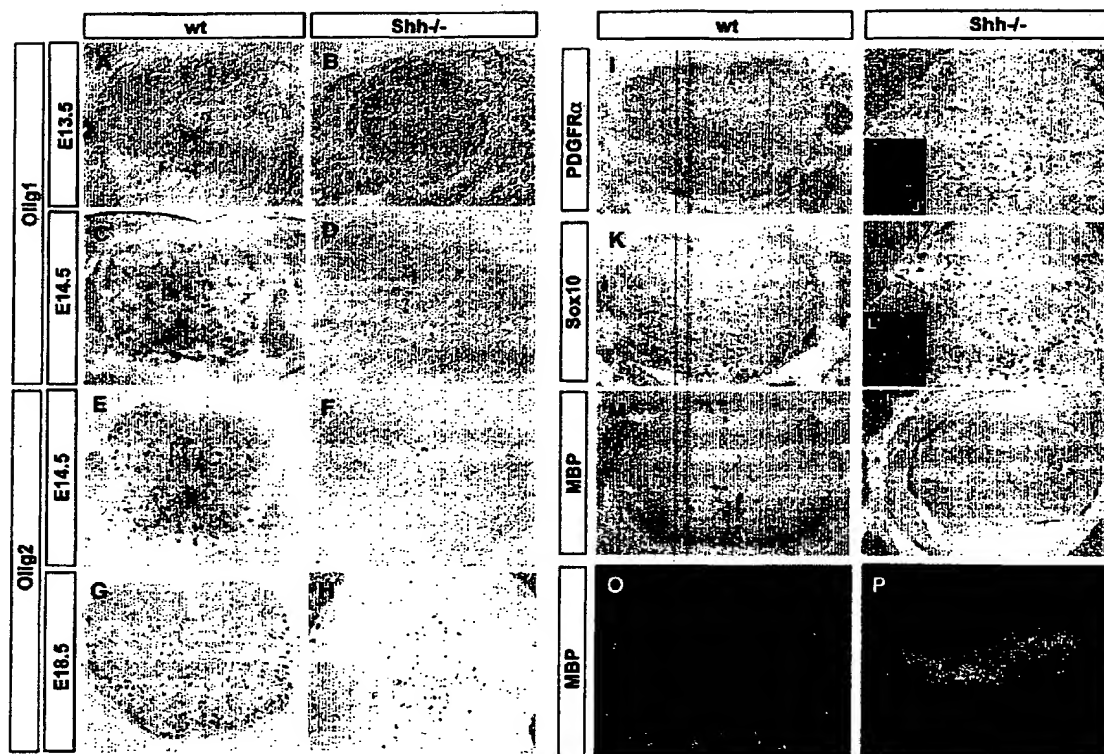 wt
Shh-/-
wt
Shh-/-
Olig1
E13.5
A
B
E14.5
D
Olig2
E14.5
E
F
E18.5
G
H
PDGFRα
I
J
Sox10
K
L
MBP
M
MBP
O
P